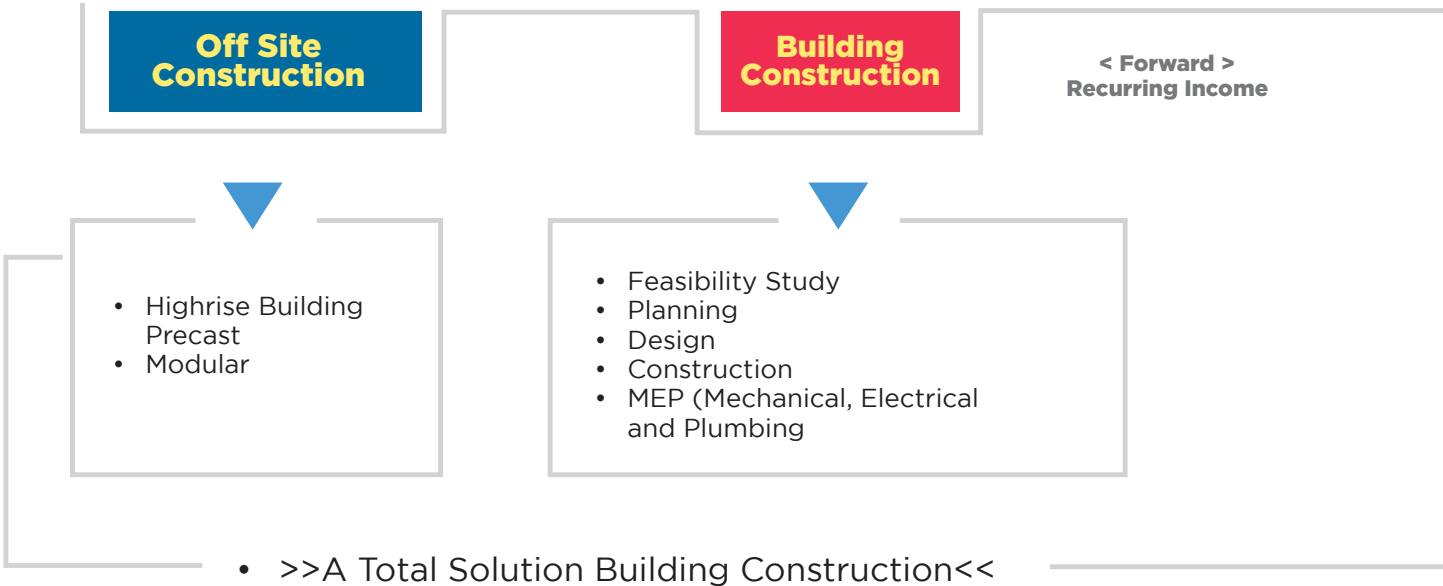 Off Site
Construction
Building
Construction
< Forward >
Recurring Income
• Highrise Building
Precast
• Modular
• Feasibility Study
• Planning
• Design
• Construction
• MEP (Mechanical, Electrical
and Plumbing
• >>A Total Solution Building Construction<<